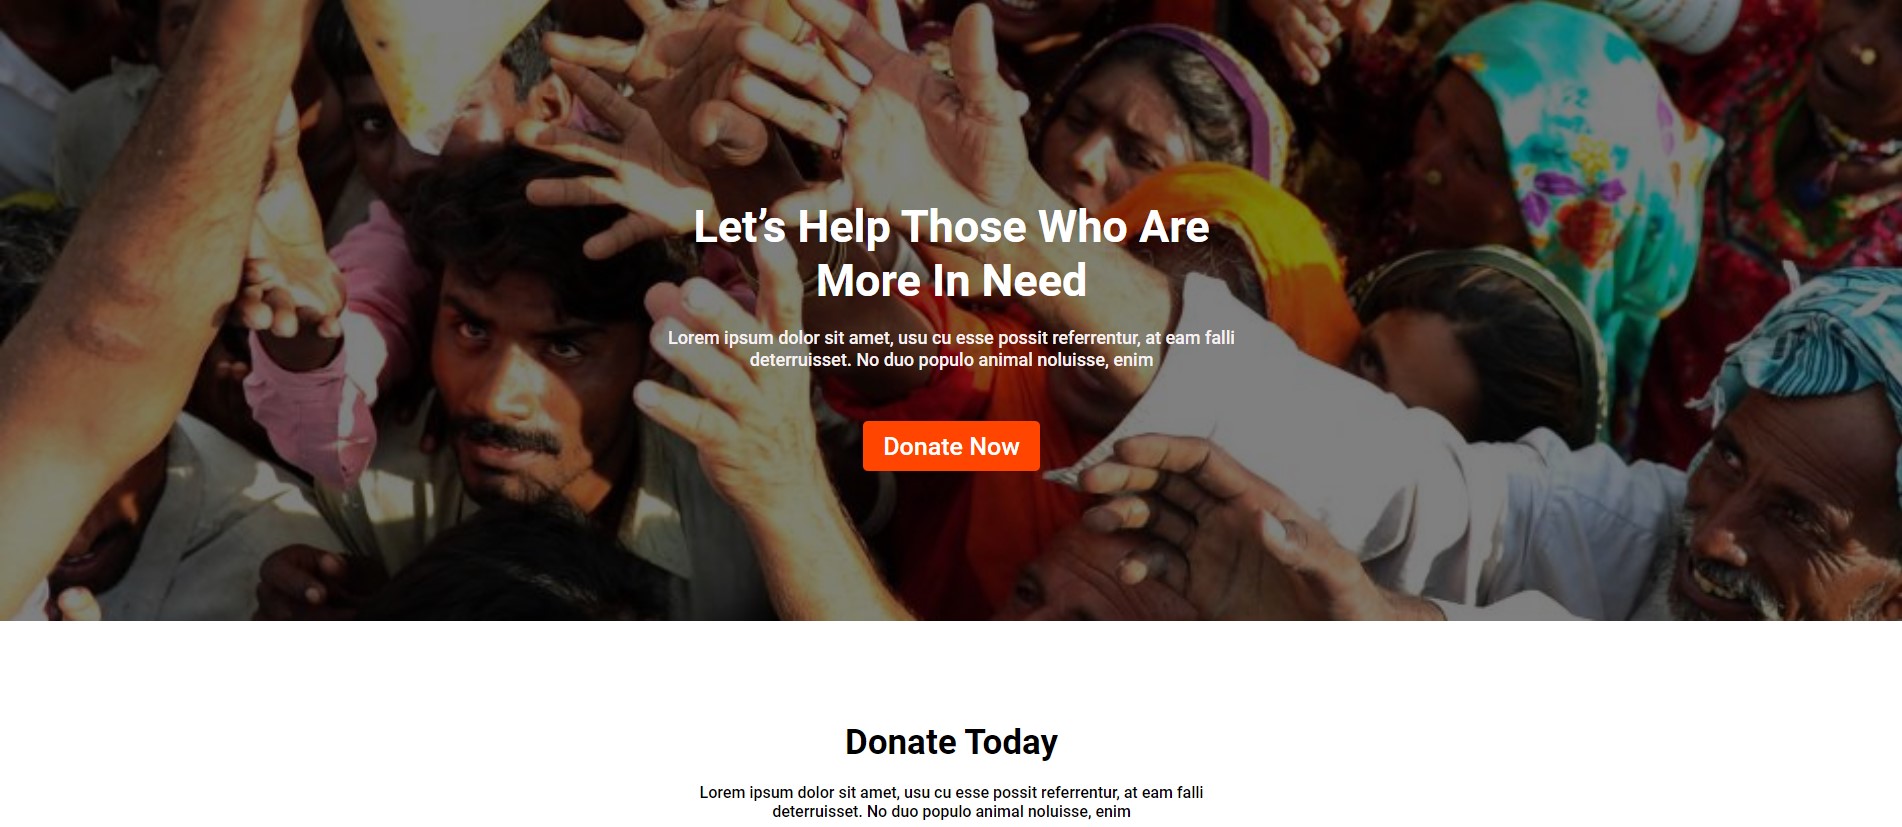 Let’s Help Those Who Are
More In Need
Lorem ipsum dolor sit amet, usu cu esse possit referrentur, at eam falli
deterruisset. No duo populo animal noluisse, enim
Donate Now
Donate Today
Lorem ipsum dolor sit amet, usu cu esse possit referrentur, at eam falli
deterruisset. No duo populo animal noluisse, enim